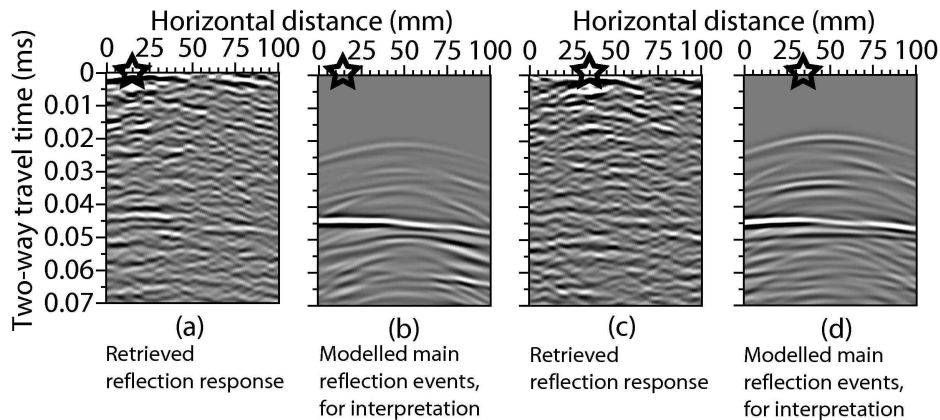 Horizontal distance (mm) Horizontal distance (mm)
0 25 50 75 100 0 25 50 75 100 0 25 50 75 100 0 25 50 75 100
Two-way travel time (ms)
0
0.01
0.02
0.03
0.04
0.05
0.06
0.07
(a) (b) (c) (d)
Retrieved Modelled main Retrieved Modelled main
reflection response reflection events, reflection response reflection events,
for interpretation for interpretation